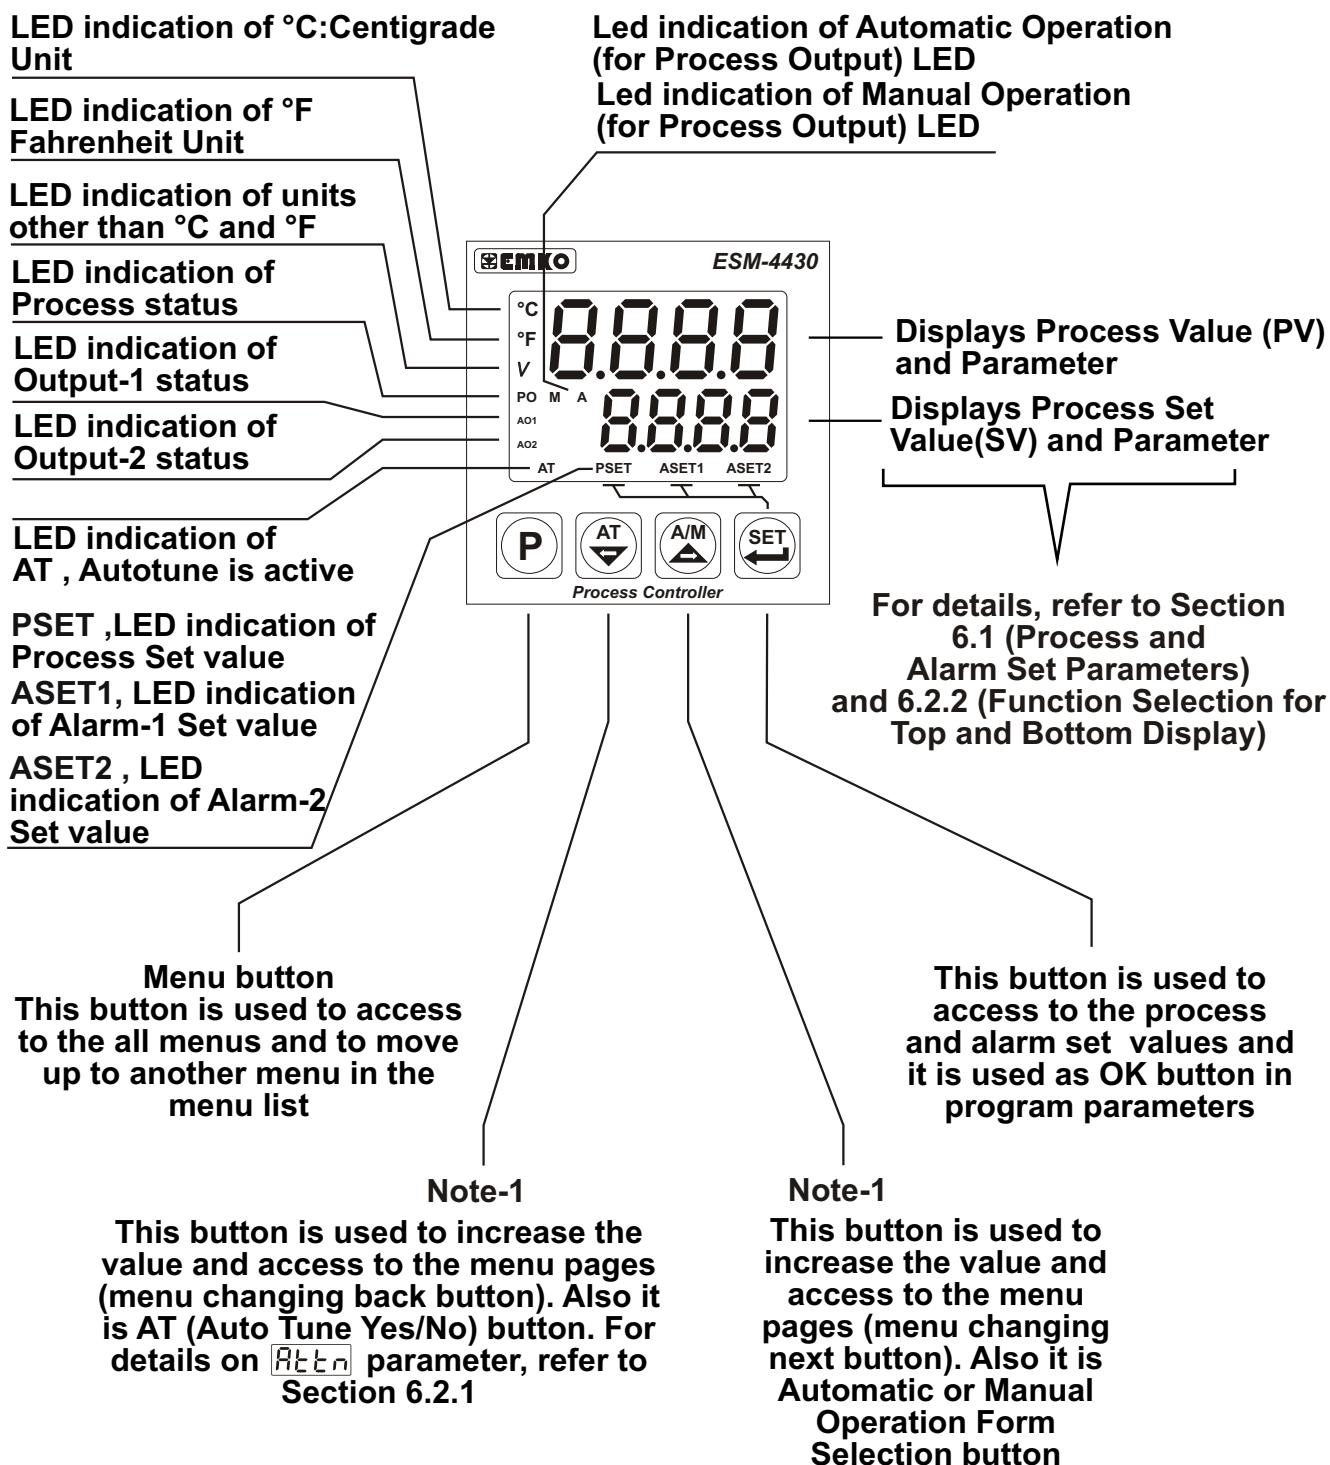 LED indication of °C:Centigrade
Unit
LED indication of °F
Fahrenheit Unit
LED indication of units
other than °C and °F
LED indication of
Process status
LED indication of
Output-1 status
LED indication of
Output-2 status
LED indication of
AT , Autotune is active
PSET ,LED indication of
Process Set value
ASET1, LED indication
of Alarm-1 Set value
ASET2 , LED
indication of Alarm-2
Set value
Led indication of Automatic Operation
(for Process Output) LED
Led indication of Manual Operation
(for Process Output) LED
EMKO ESM-4430
°C
8.8.8.8
°F
V
PO M A
8.8.8.8
AO1
AO2
AT PSET ASET1 ASET2
P AT A/M SET
Process Controller
Displays Process Value (PV)
and Parameter
Displays Process Set
Value(SV) and Parameter
For details, refer to Section
6.1 (Process and
Alarm Set Parameters)
and 6.2.2 (Function Selection for
Top and Bottom Display)
Menu button
This button is used to access
to the all menus and to move
up to another menu in the
menu list
Note-1
This button is used to increase the
value and access to the menu pages
(menu changing back button). Also it
is AT (Auto Tune Yes/No) button. For
details on Attn parameter, refer to
Section 6.2.1
Note-1
This button is used to
increase the value and
access to the menu
pages (menu changing
next button). Also it is
Automatic or Manual
Operation Form
Selection button
This button is used to
access to the process
and alarm set values and
it is used as OK button in
program parameters